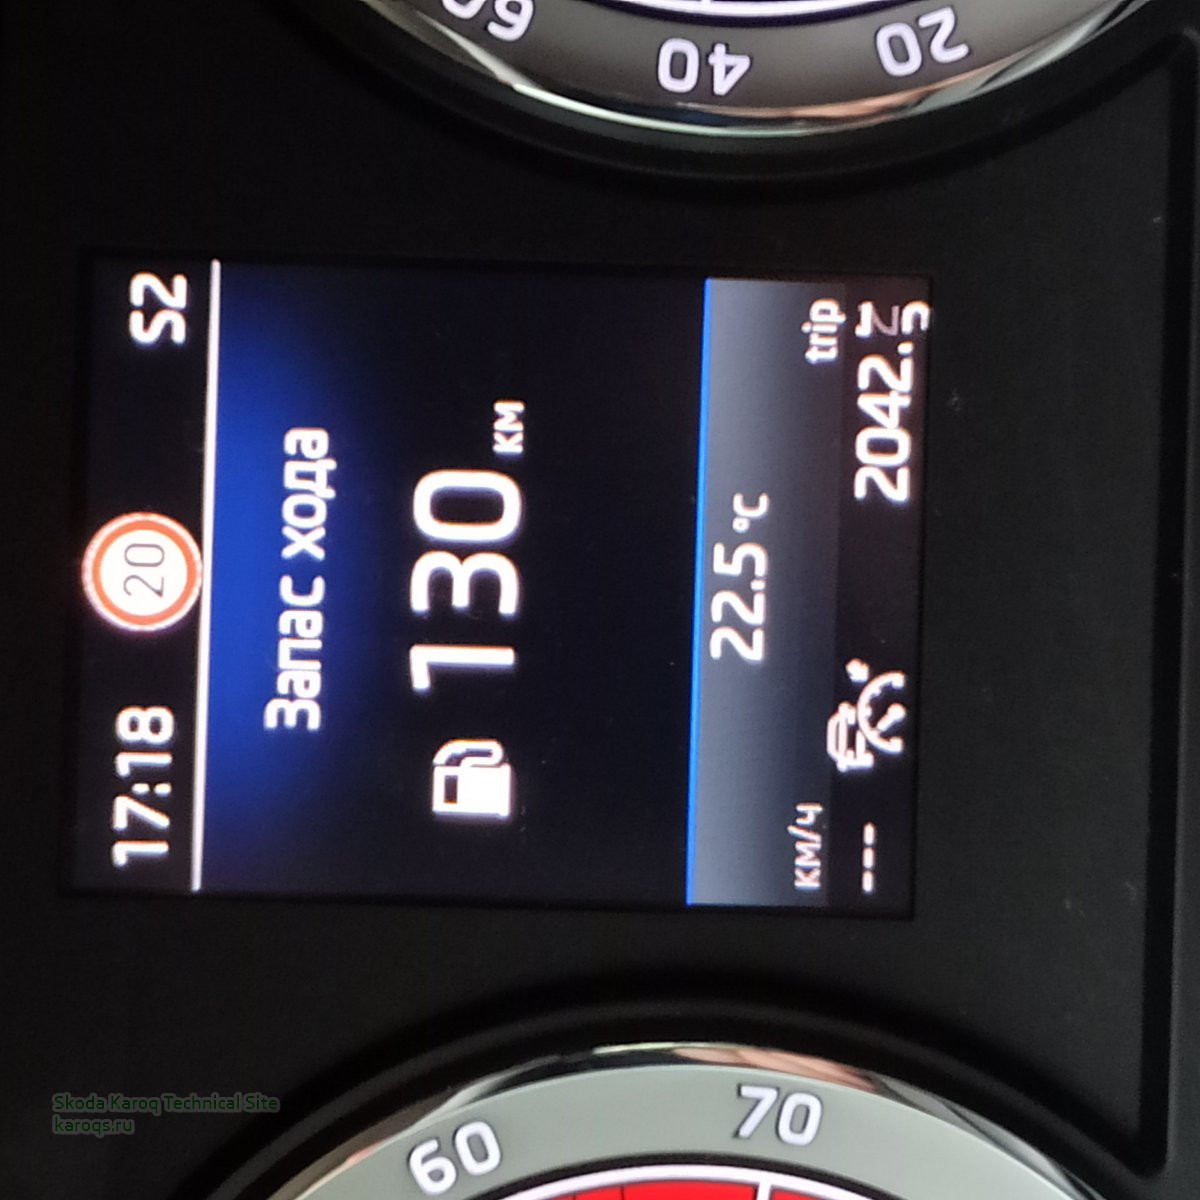 17:18
20
S2
Запас хода
130 км
22.5 °C
км/ч
trip
---
2042.
60
70
60
40
20
Skoda Karoq Technical Site
karoqs.ru